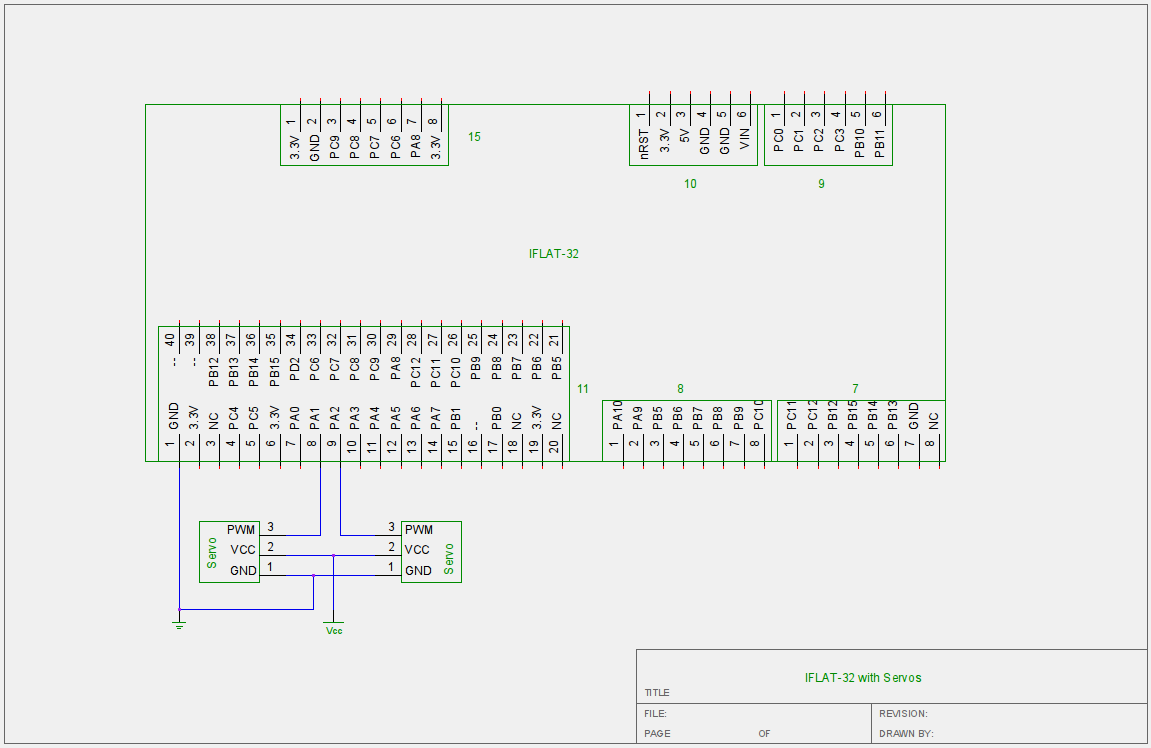 1 2 3 4 5 6 7 8
3.3V GND PC9 PC8 PC7 PC6 PA8 3.3V
15
1 2 3 4 5 6
nRST 3.3V 5V GND GND VIN
10
1 2 3 4 5 6
PC0 PC1 PC2 PC3 PB10 PB11
9
IFLAT-32
40 39 38 37 36 35 34 33 32 31 30 29 28 27 26 25 24 23 22 21
-- -- PB12 PB13 PB14 PB15 PD2 PC6 PC7 PC8 PC9 PA8 PC12 PC11 PC10 PB9 PB8 PB7 PB6 PB5
GND 3.3V NC PC4 PC5 3.3V PA0 PA1 PA2 PA3 PA4 PA5 PA6 PA7 PB1 -- PB0 NC 3.3V NC
1 2 3 4 5 6 7 8 9 10 11 12 13 14 15 16 17 18 19 20
11
8
PA10 PA9 PB5 PB6 PB7 PB8 PB9 PC10
1 2 3 4 5 6 7 8
7
PC11 PC12 PB12 PB15 PB14 PB13 GND NC
1 2 3 4 5 6 7 8
Servo
PWM 3
VCC 2
GND 1
3 PWM
2 VCC
1 GND
Servo
Vcc
IFLAT-32 with Servos
TITLE
FILE:
REVISION:
PAGE OF
DRAWN BY: